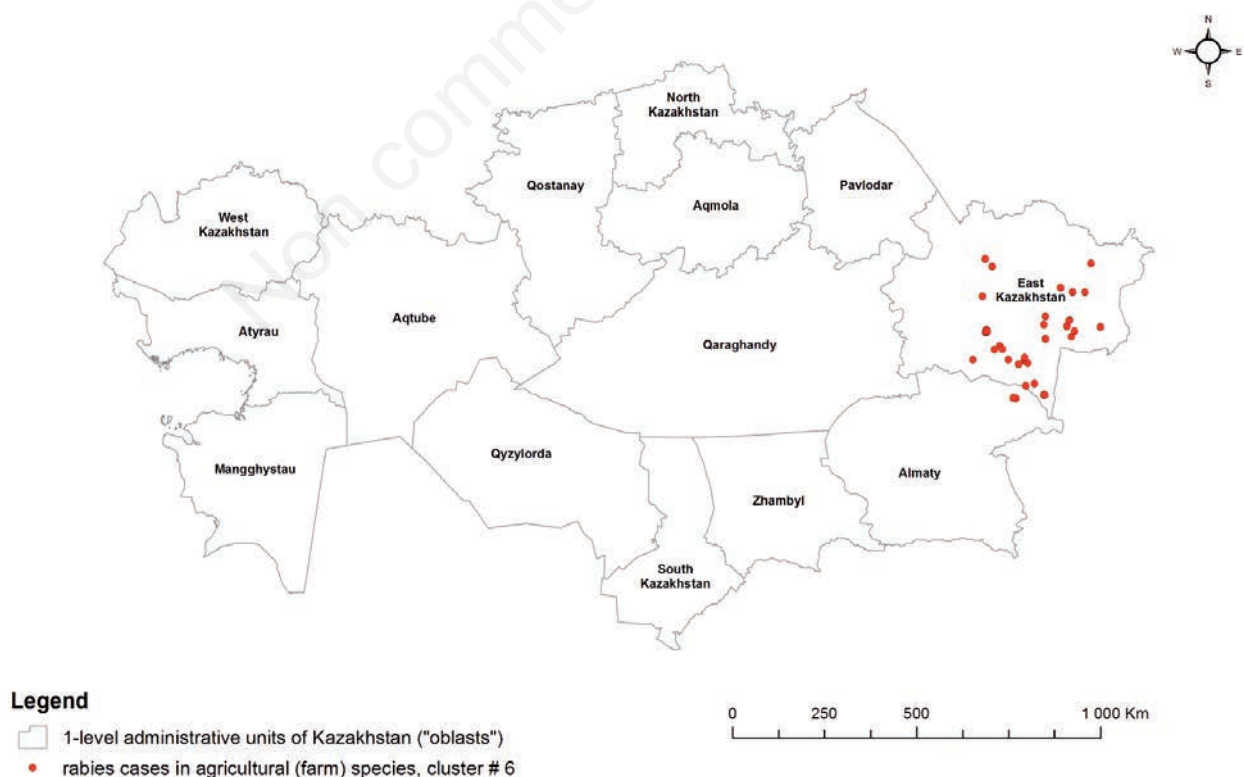 Non comme
N
W E
S
North
Kazakhstan
Qostanay
Pavlodar
Aqmola
West
Kazakhstan
East
Kazakhstan
Atyrau
Aqtube
Qaraghandy
Mangghystau
Qyzylorda
Almaty
Zhambyl
South
Kazakhstan
Legend
1-level administrative units of Kazakhstan ("oblasts")
rabies cases in agricultural (farm) species, cluster # 6
0 250 500 1 000 Km